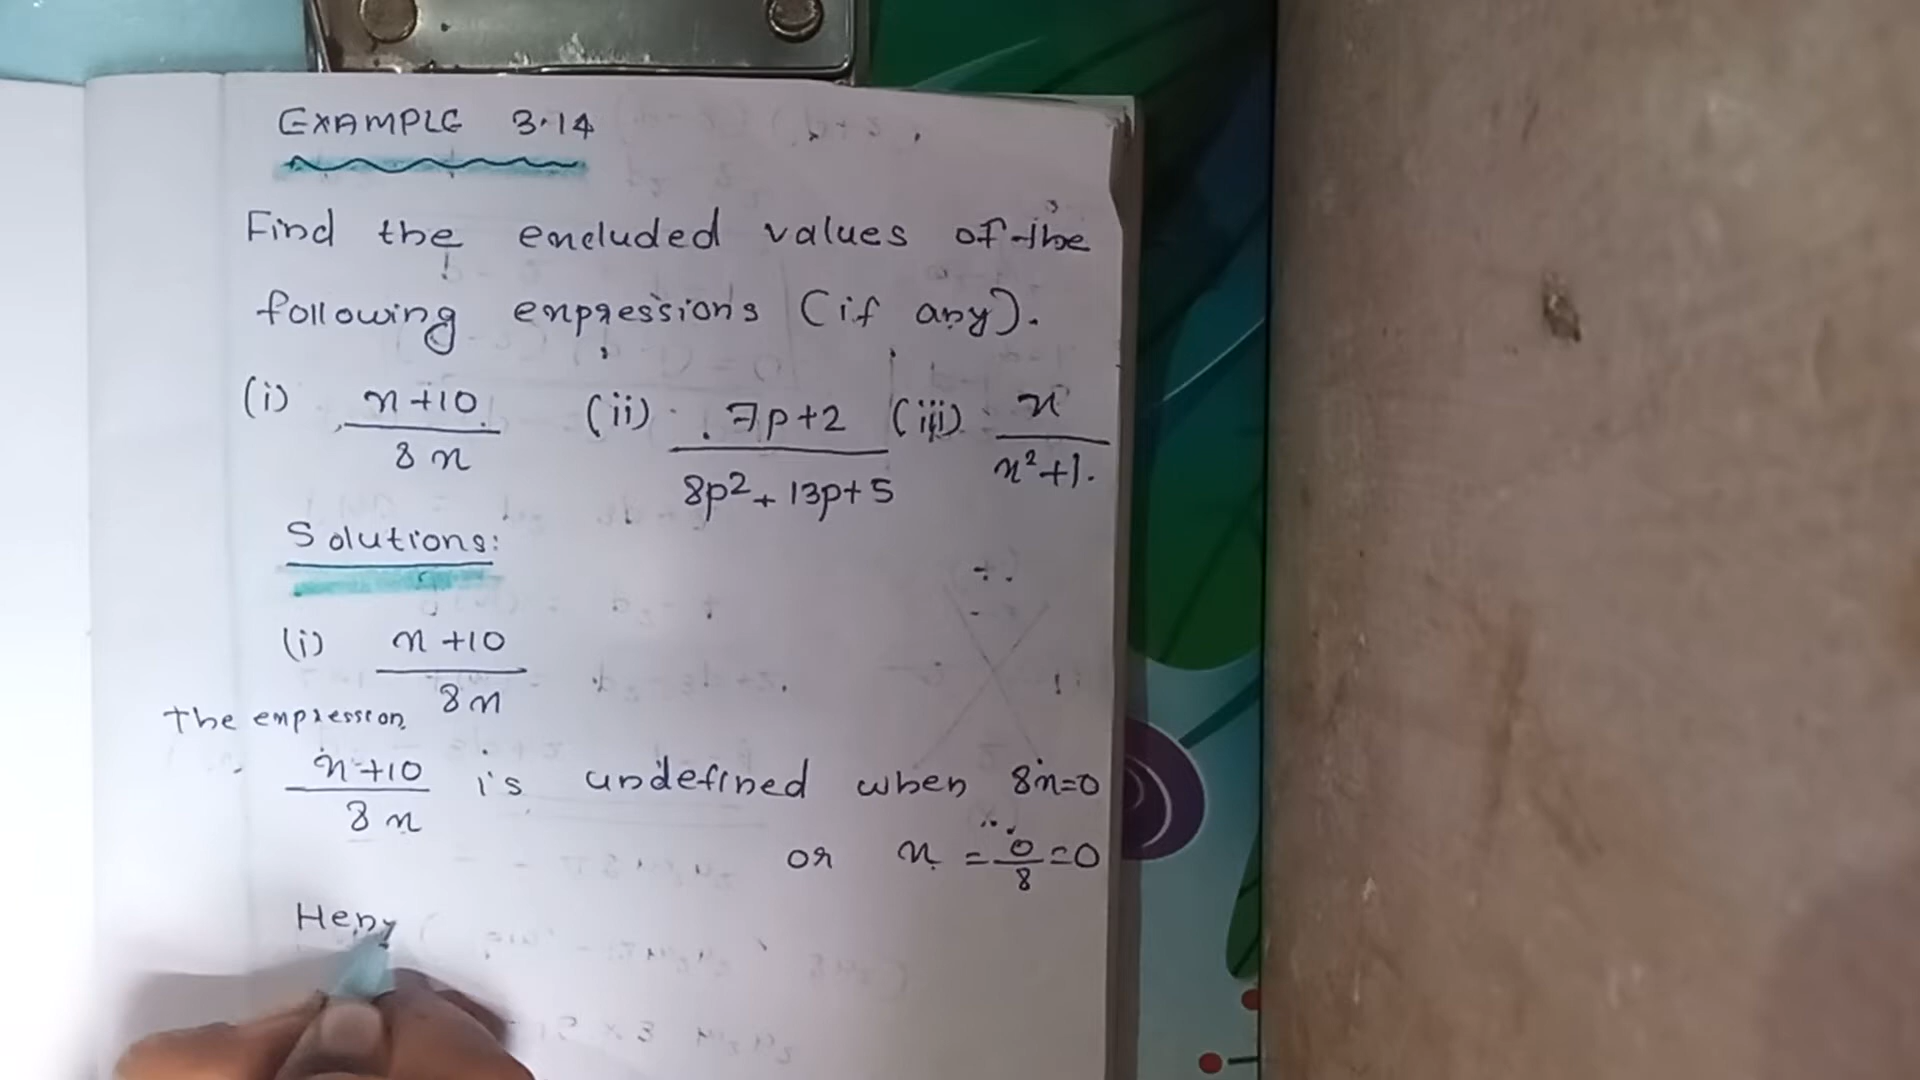 EXAMPLE 3.14
Find the excluded values of the
following expressions (if any).
(i) x+10/8x (ii) 7p+2/8p²+13p+5 (iii) x/x²+1.
Solutions:
(i) x+10/8x
The expression
x+10/8x is undefined when 8x=0
or x = 0/8 = 0
Hen